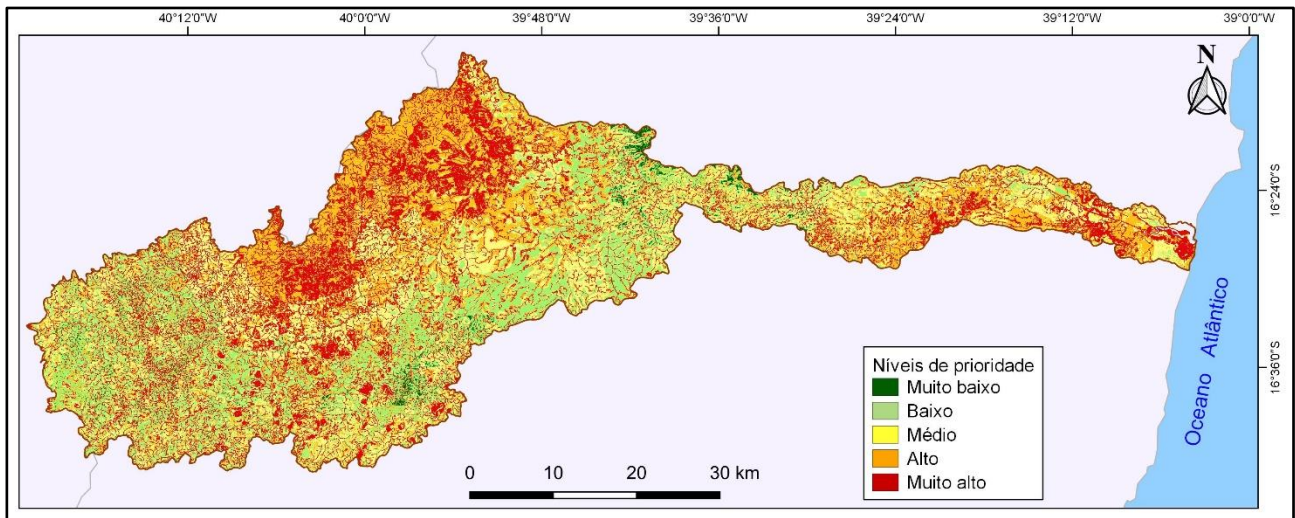 40°12'0"O 40°0'0"O 39°48'0"O 39°36'0"O 39°24'0"O 39°12'0"O 39°0'0"O
N
16°24'0"S
16°36'0"S
Oceano Atlântico
Níveis de prioridade
Muito baixo
Baixo
Médio
Alto
Muito alto
0 10 20 30 km